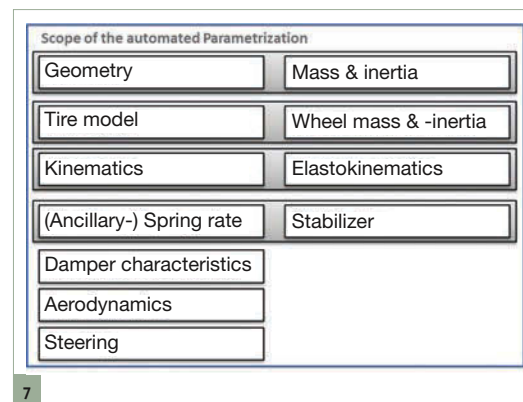 Scope of the automated Parametrization
Geometry
Mass & inertia
Tire model
Wheel mass & -inertia
Kinematics
Elastokinematics
(Ancillary-) Spring rate
Stabilizer
Damper characteristics
Aerodynamics
Steering
7